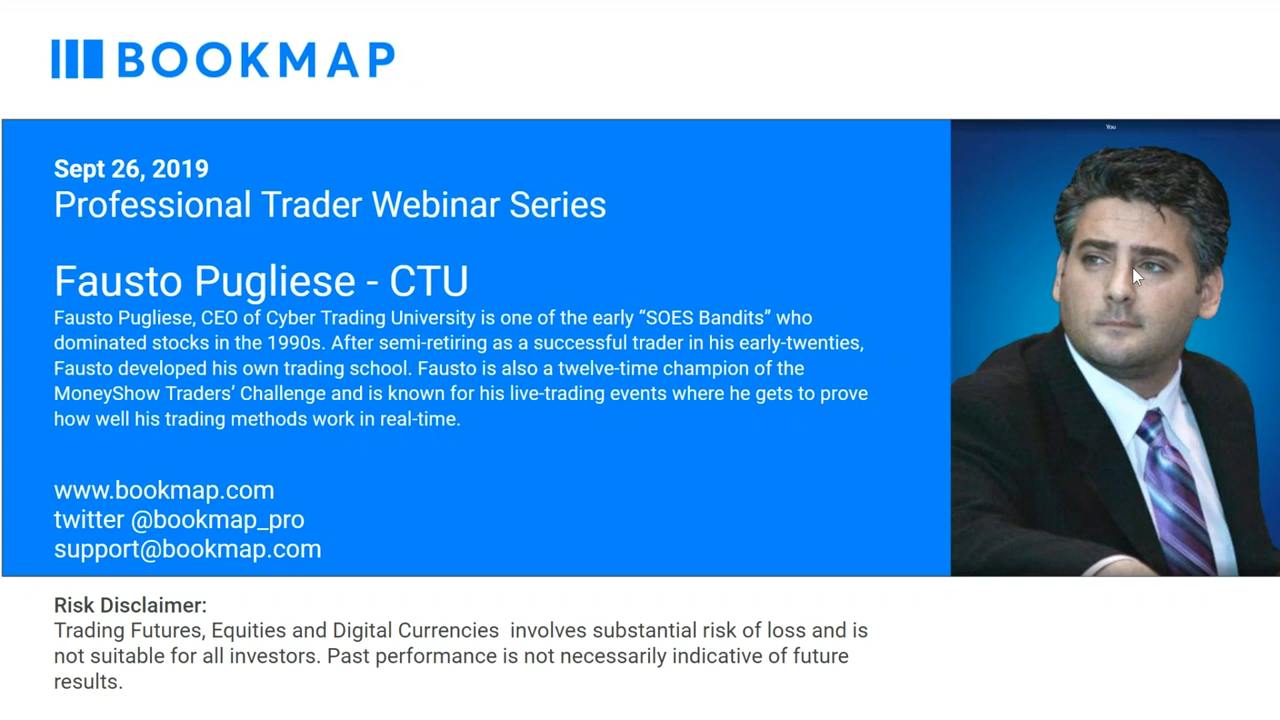 BOOKMAP
Sept 26, 2019
Professional Trader Webinar Series
Fausto Pugliese - CTU
Fausto Pugliese, CEO of Cyber Trading University is one of the early “SOES Bandits” who
dominated stocks in the 1990s. After semi-retiring as a successful trader in his early-twenties,
Fausto developed his own trading school. Fausto is also a twelve-time champion of the
MoneyShow Traders’ Challenge and is known for his live-trading events where he gets to prove
how well his trading methods work in real-time.
www.bookmap.com
twitter @bookmap_pro
support@bookmap.com
You
Risk Disclaimer:
Trading Futures, Equities and Digital Currencies  involves substantial risk of loss and is
not suitable for all investors. Past performance is not necessarily indicative of future
results.